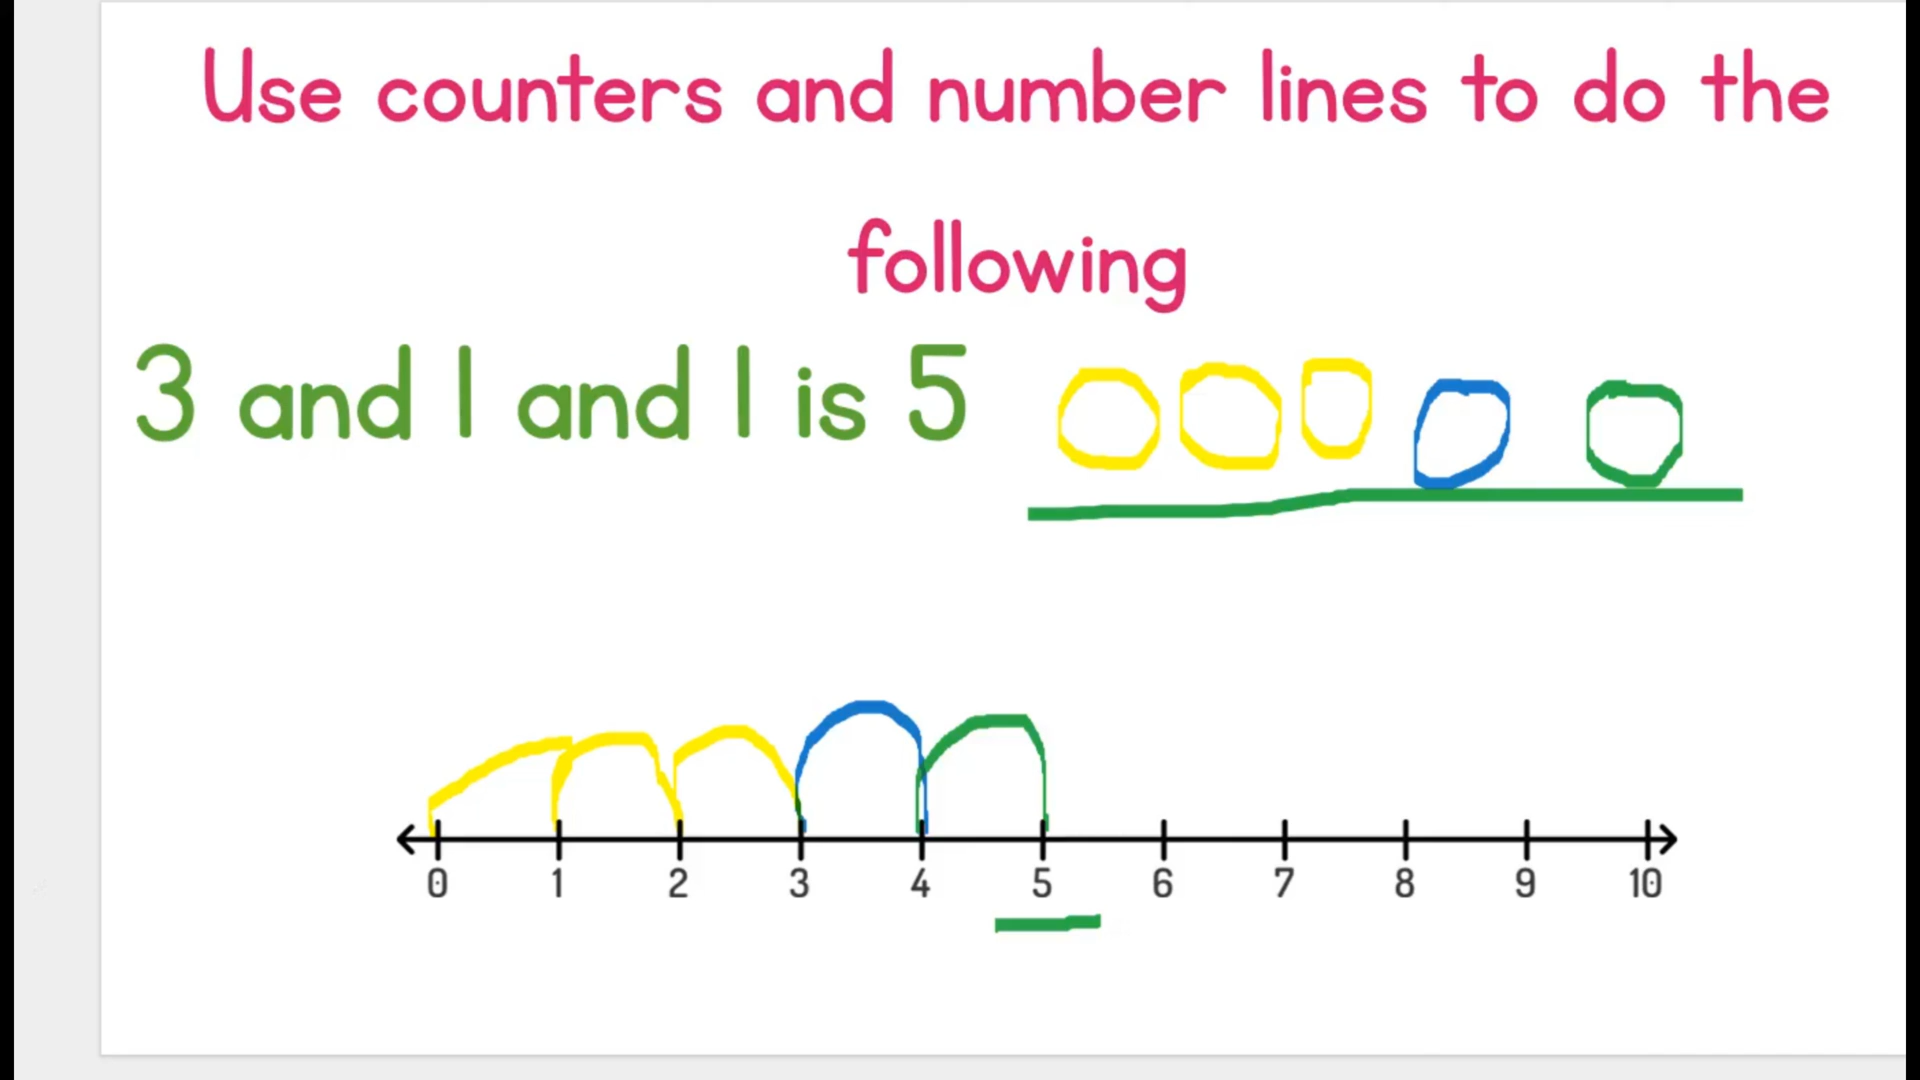 Use counters and number lines to do the
following
3 and 1 and 1 is 5
0 1 2 3 4 5 6 7 8 9 10